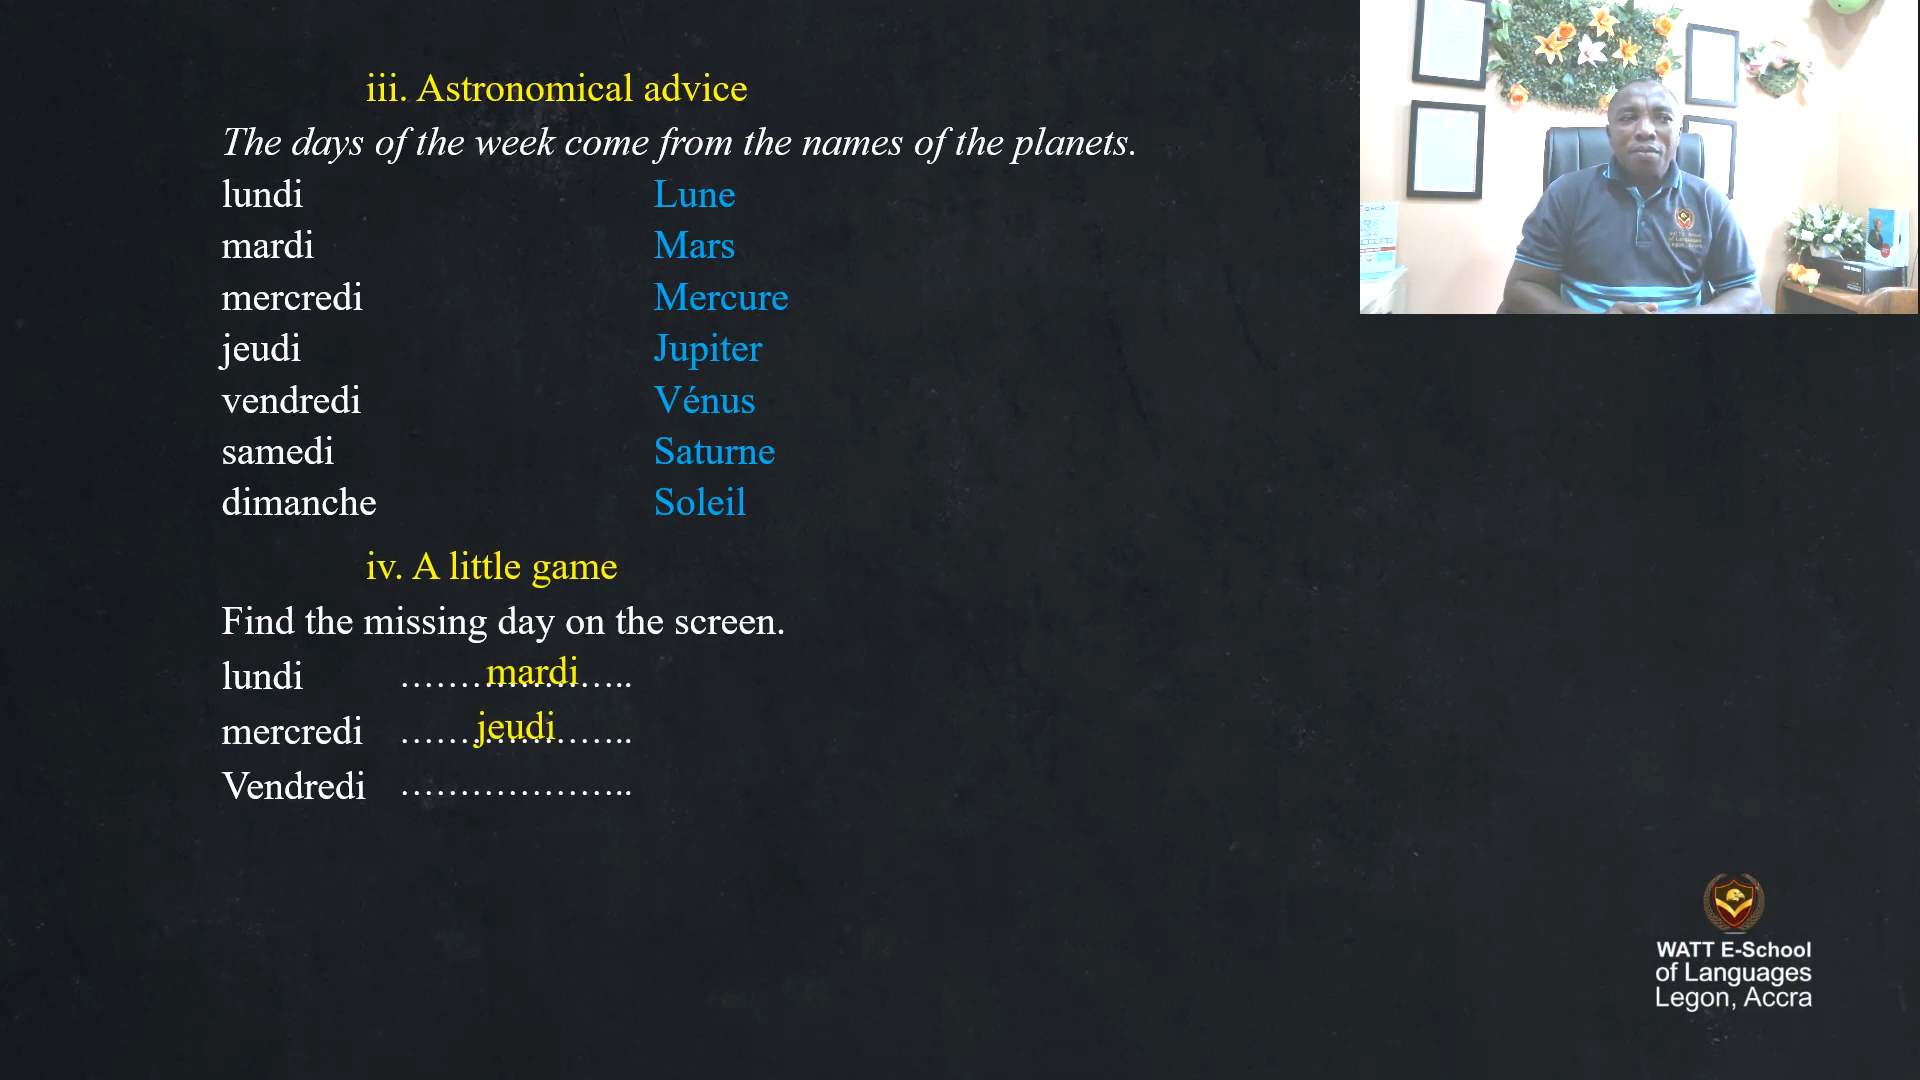 iii. Astronomical advice
The days of the week come from the names of the planets.
lundi Lune
mardi Mars
mercredi Mercure
jeudi Jupiter
vendredi Vénus
samedi Saturne
dimanche Soleil
iv. A little game
Find the missing day on the screen.
lundi ………mardi………..
mercredi ………jeudi………..
Vendredi ………………..
WATT E-School
of Languages
Legon, Accra